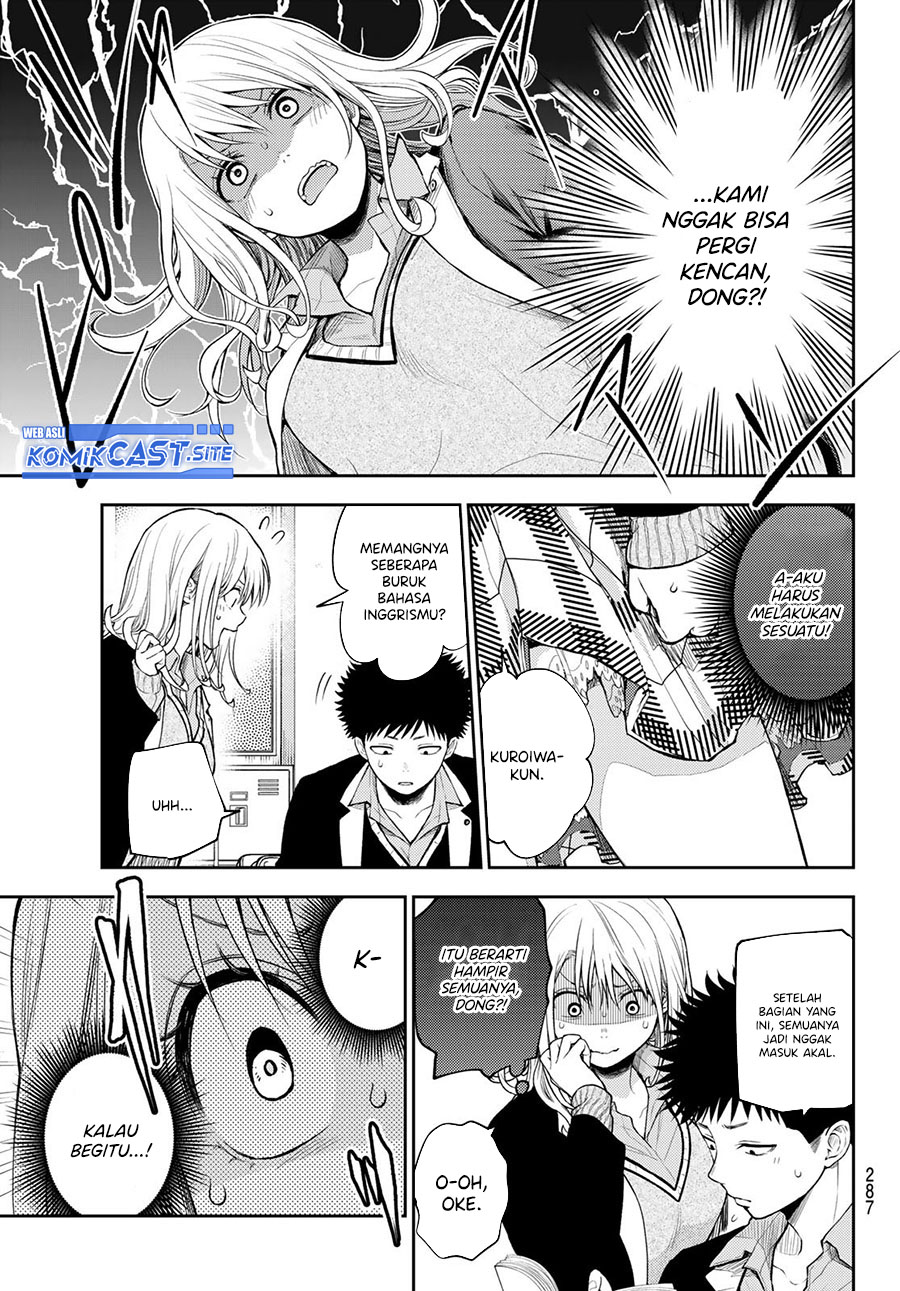 ...KAMI
NGGAK BISA
PERGI
KENCAN,
DONG?!
WEB ASLI
KOMIKCAST.SITE
A-AKU
HARUS
MELAKUKAN
SESUATU!
KUROIWA-
KUN.
MEMANGNYA
SEBERAPA
BURUK
BAHASA
INGGRISMU?
UHH...
SETELAH
BAGIAN YANG
INI, SEMUANYA
JADI NGGAK
MASUK AKAL.
ITU BERARTI
HAMPIR
SEMUANYA,
DONG?!
O-OH,
OKE.
K-
KALAU
BEGITU...!
287